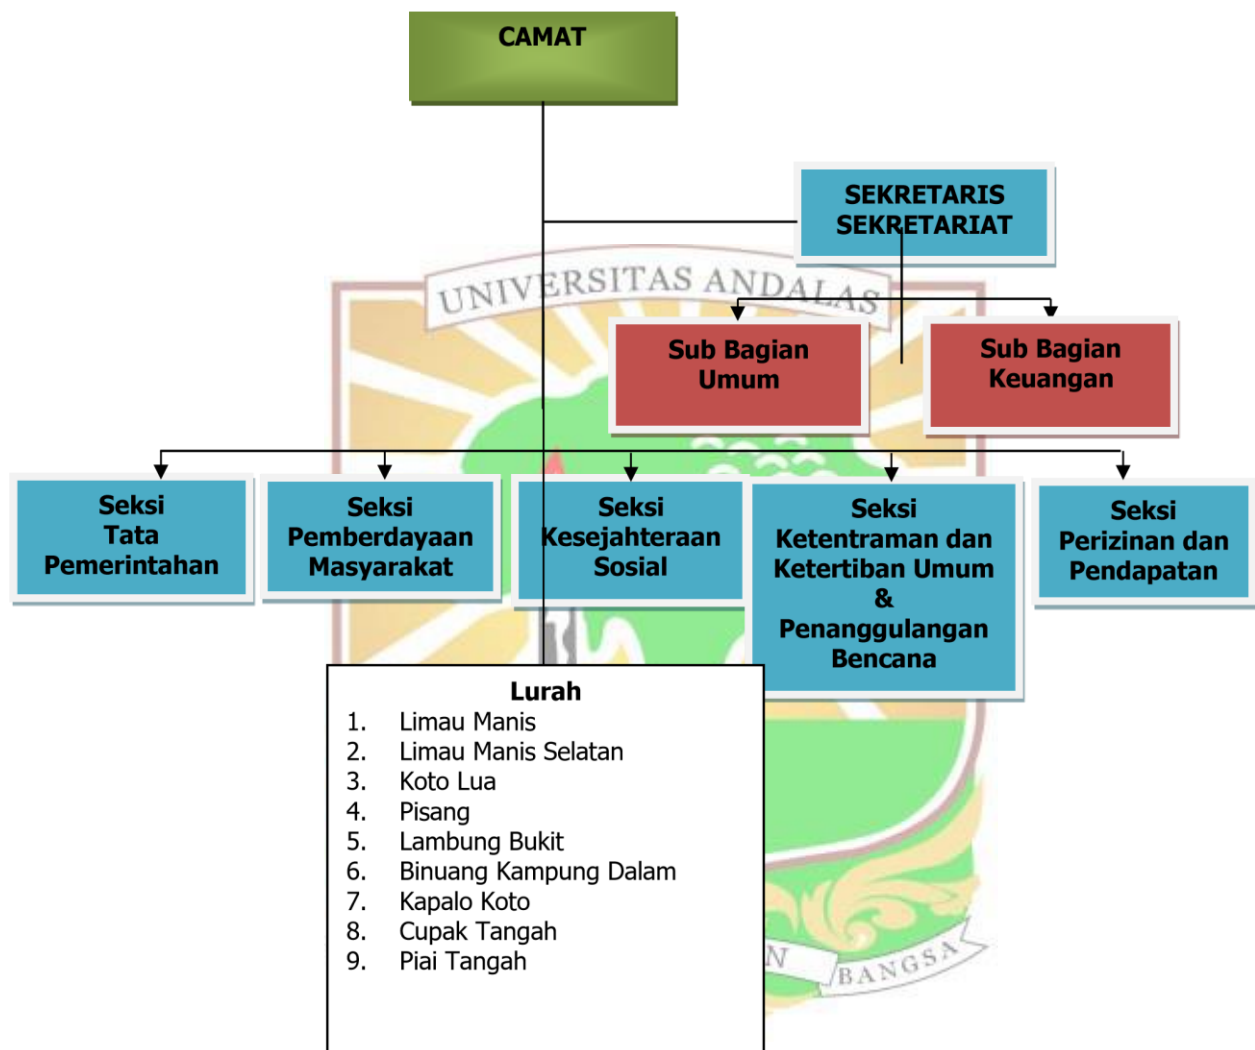 CAMAT
SEKRETARIS
SEKRETARIAT
UNIVERSITAS ANDALAS
Sub Bagian
Umum
Sub Bagian
Keuangan
Seksi
Tata
Pemerintahan
Seksi
Pemberdayaan
Masyarakat
Seksi
Kesejahteraan
Sosial
Seksi
Ketentraman dan
Ketertiban Umum
&
Penanggulangan
Bencana
Seksi
Perizinan dan
Pendapatan
Lurah
1. Limau Manis
2. Limau Manis Selatan
3. Koto Lua
4. Pisang
5. Lambung Bukit
6. Binuang Kampung Dalam
7. Kapalo Koto
8. Cupak Tangah
9. Piai Tangah
BANGSA